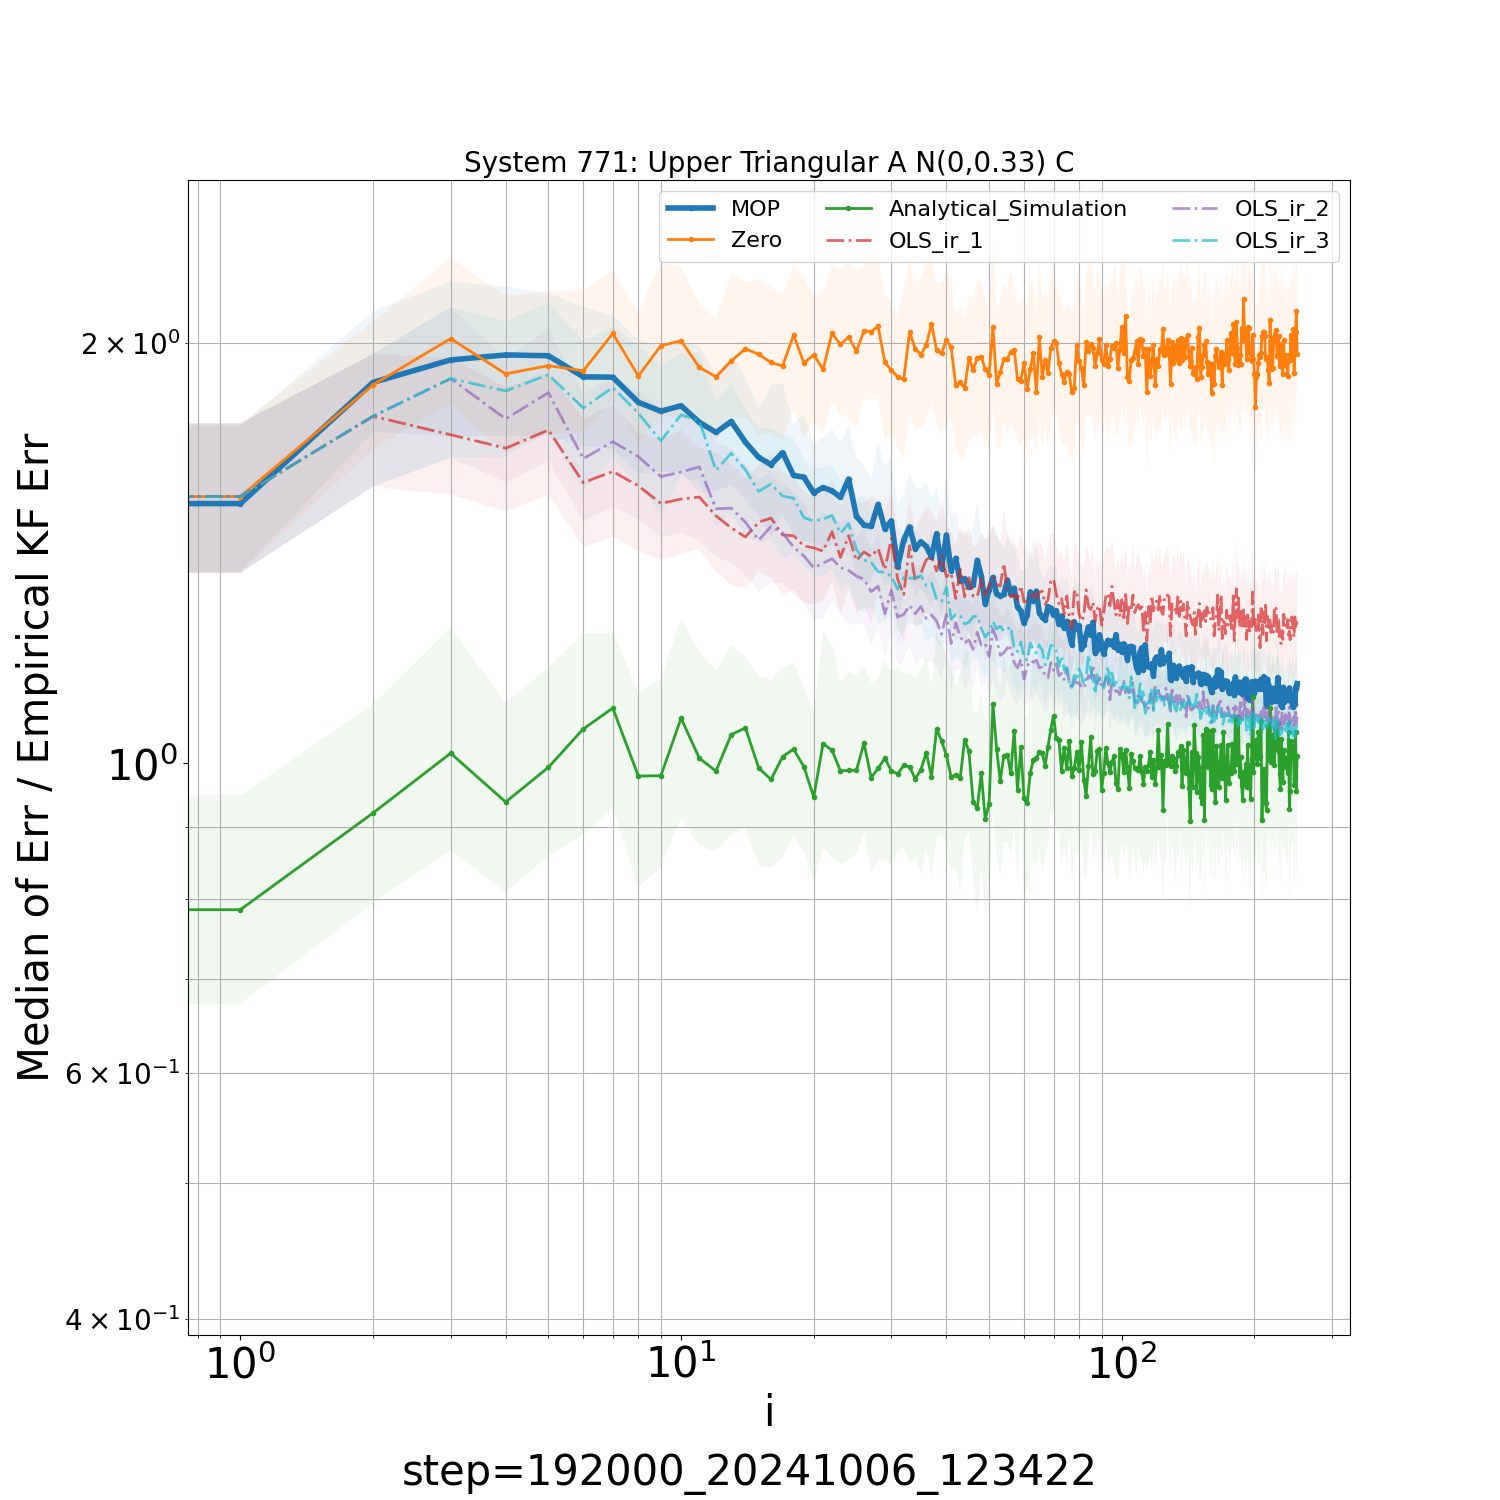 System 771: Upper Triangular A N(0,0.33) C
MOP
Zero
Analytical_Simulation
OLS_ir_1
OLS_ir_2
OLS_ir_3
Median of Err / Empirical KF Err
2 × 10⁰
10⁰
6 × 10⁻¹
4 × 10⁻¹
10⁰ 10¹ 10²
i
step=192000_20241006_123422